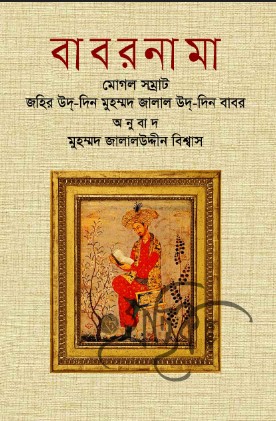 বাবরনামা
মোগল সম্রাট
জহির উদ্-দিন মুহম্মদ জালাল উদ্-দিন বাবর
অ নু বা দ
মুহম্মদ জালালউদ্দীন বিশ্বাস